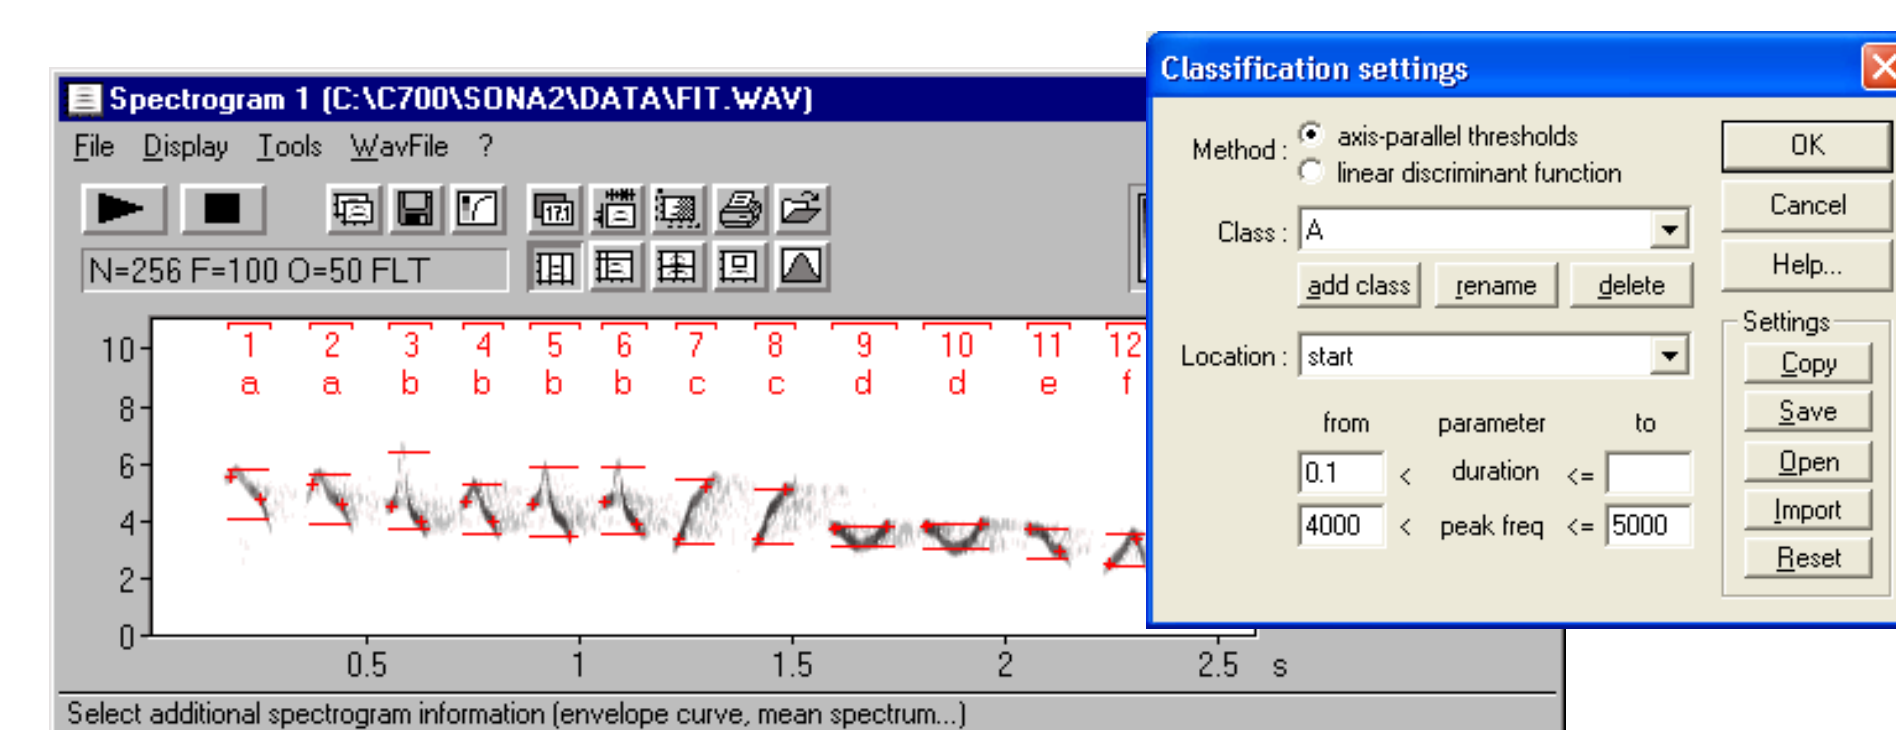 Spectrogram 1 (C:\C700\SONA2\DATA\FIT.WAV)
File Display Tools WavFile ?
17.1
N=256 F=100 O=50 FLT
10
8
6
4
2
0
1 2 3 4 5 6 7 8 9 10 11 12
a a b b b b c c d d e f
0.5 1 1.5 2 2.5 s
Select additional spectrogram information (envelope curve, mean spectrum...)
Classification settings
Method : axis-parallel thresholds
linear discriminant function
Class : A
add class rename delete
Location : start
from parameter to
0.1 < duration <=
4000 < peak freq <= 5000
OK
Cancel
Help...
Settings
Copy
Save
Open
Import
Reset